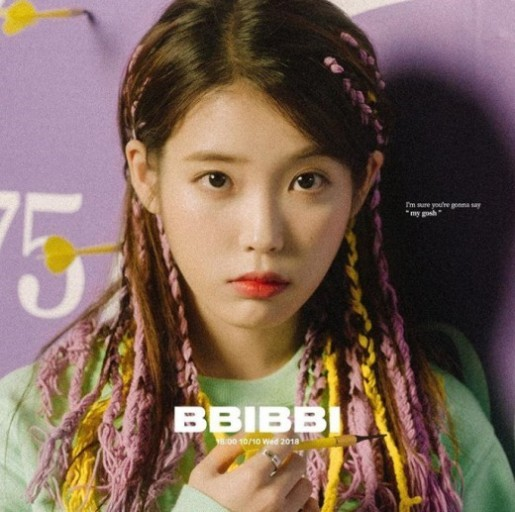 75
I'm sure you're gonna say
" my gosh "
BBIBBI
18:00 10/10 Wed 2018